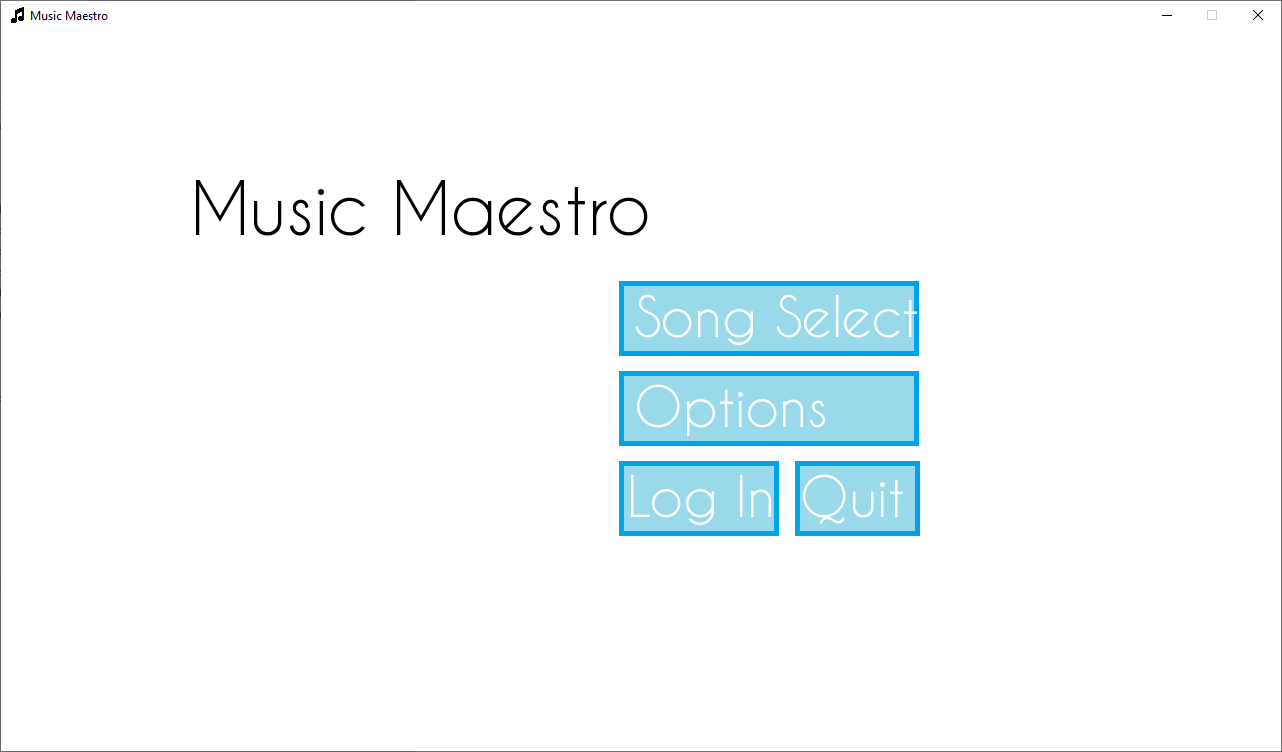 Music Maestro
Music Maestro
Song Select
Options
Log In
Quit